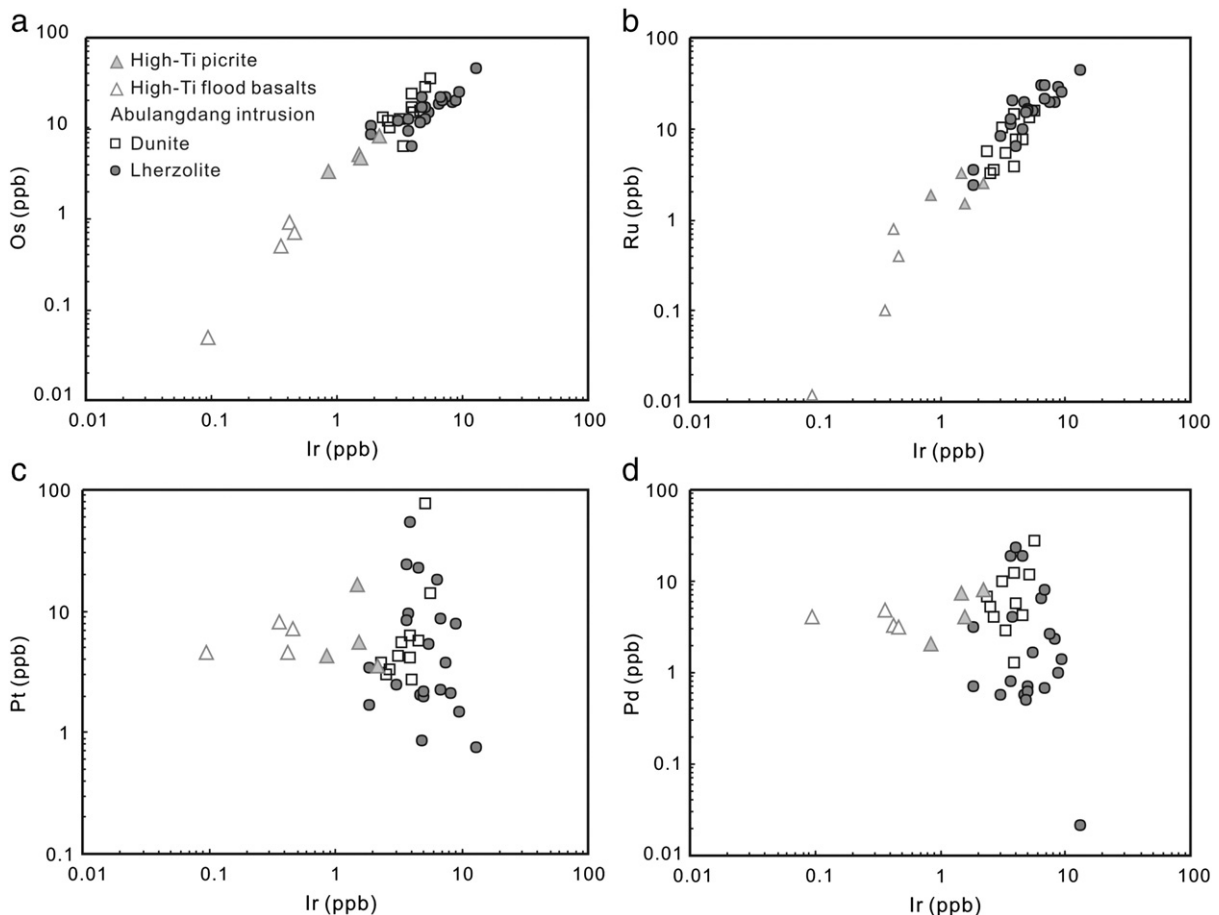 a
100
10
1
0.1
0.01
Os (ppb)
High-Ti picrite
High-Ti flood basalts
Abulangdang intrusion
Dunite
Lherzolite
0.01
0.1
1
10
100
Ir (ppb)
b
100
10
1
0.1
0.01
Ru (ppb)
0.01
0.1
1
10
100
Ir (ppb)
c
100
10
1
0.1
Pt (ppb)
0.01
0.1
1
10
100
Ir (ppb)
d
100
10
1
0.1
0.01
Pd (ppb)
0.01
0.1
1
10
100
Ir (ppb)